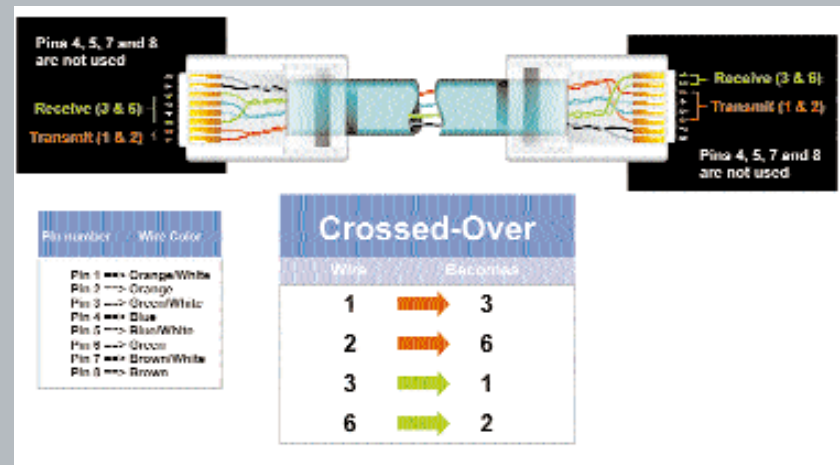 Pins 4, 5, 7 and 8
are not used
Receive (3 & 6)
Transmit (1 & 2)
Receive (3 & 6)
Transmit (1 & 2)
Pins 4, 5, 7 and 8
are not used
Pin number Wire Color
Pin 1 ==> Orange/White
Pin 2 ==> Orange
Pin 3 ==> Green/White
Pin 4 ==> Blue
Pin 5 ==> Blue/White
Pin 6 ==> Green
Pin 7 ==> Brown/White
Pin 8 ==> Brown
Crossed-Over
Wire Becomes
1 3
2 6
3 1
6 2